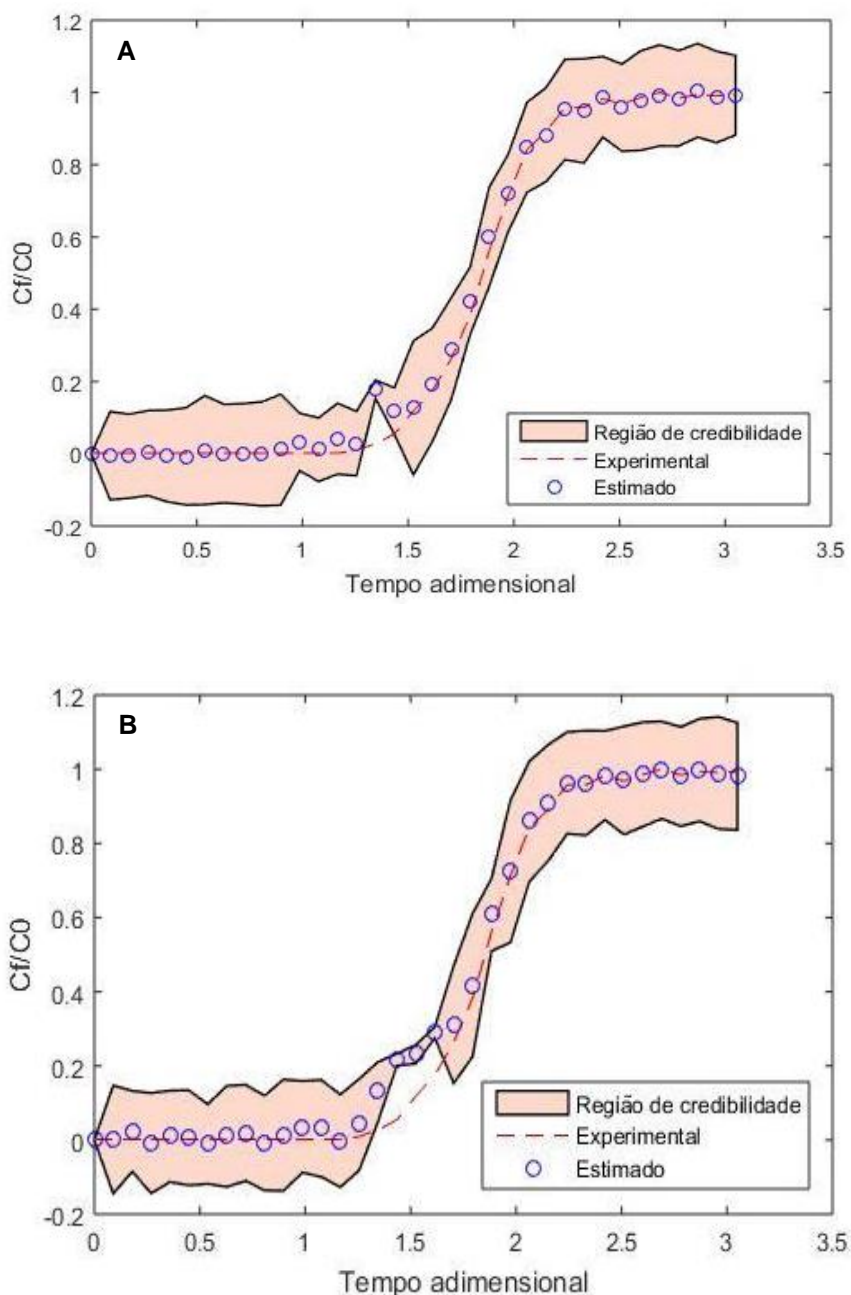 A
1.2
1
0.8
0.6
0.4
0.2
0
-0.2
Cf/C0
Região de credibilidade
Experimental
Estimado
0 0.5 1 1.5 2 2.5 3 3.5
Tempo adimensional
B
1.2
1
0.8
0.6
0.4
0.2
0
-0.2
Cf/C0
Região de credibilidade
Experimental
Estimado
0 0.5 1 1.5 2 2.5 3 3.5
Tempo adimensional